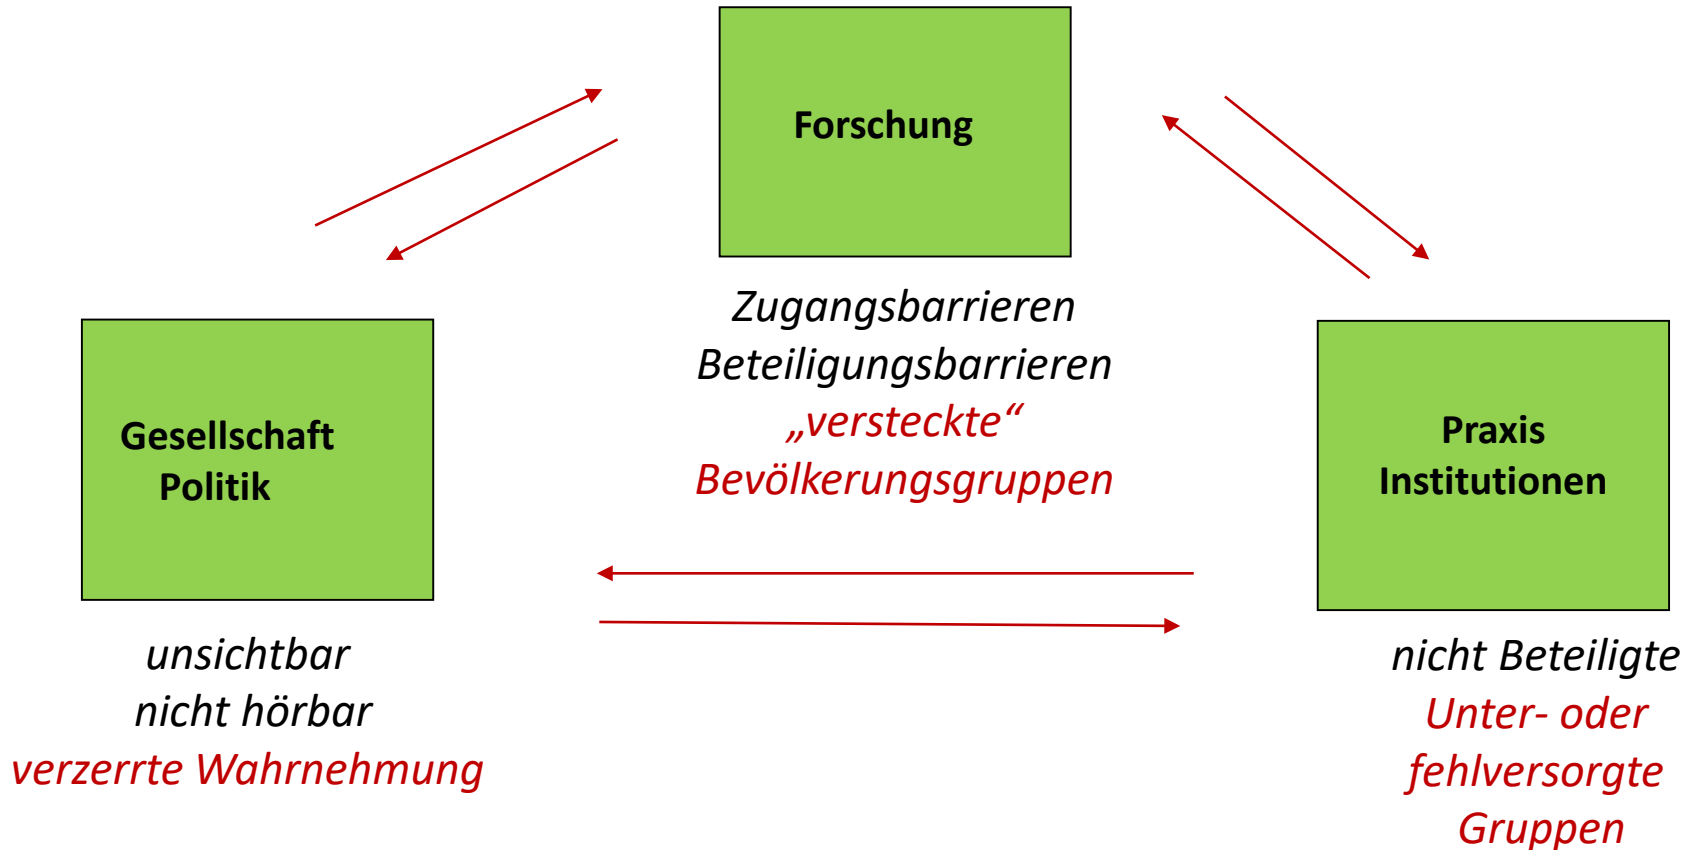 Forschung
Zugangsbarrieren
Beteiligungsbarrieren
„versteckte“
Bevölkerungsgruppen
Gesellschaft
Politik
unsichtbar
nicht hörbar
verzerrte Wahrnehmung
Praxis
Institutionen
nicht Beteiligte
Unter- oder
fehlversorgte
Gruppen